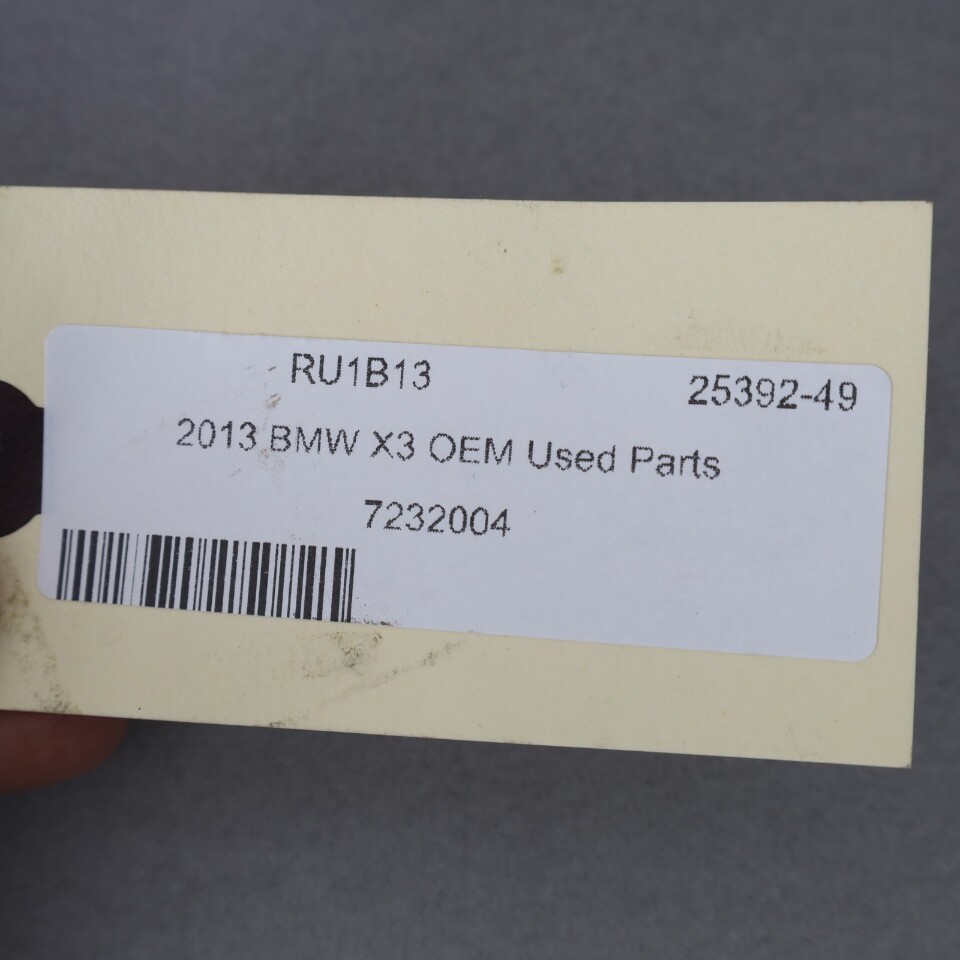 RU1B13 25392-49
2013 BMW X3 OEM Used Parts
7232004